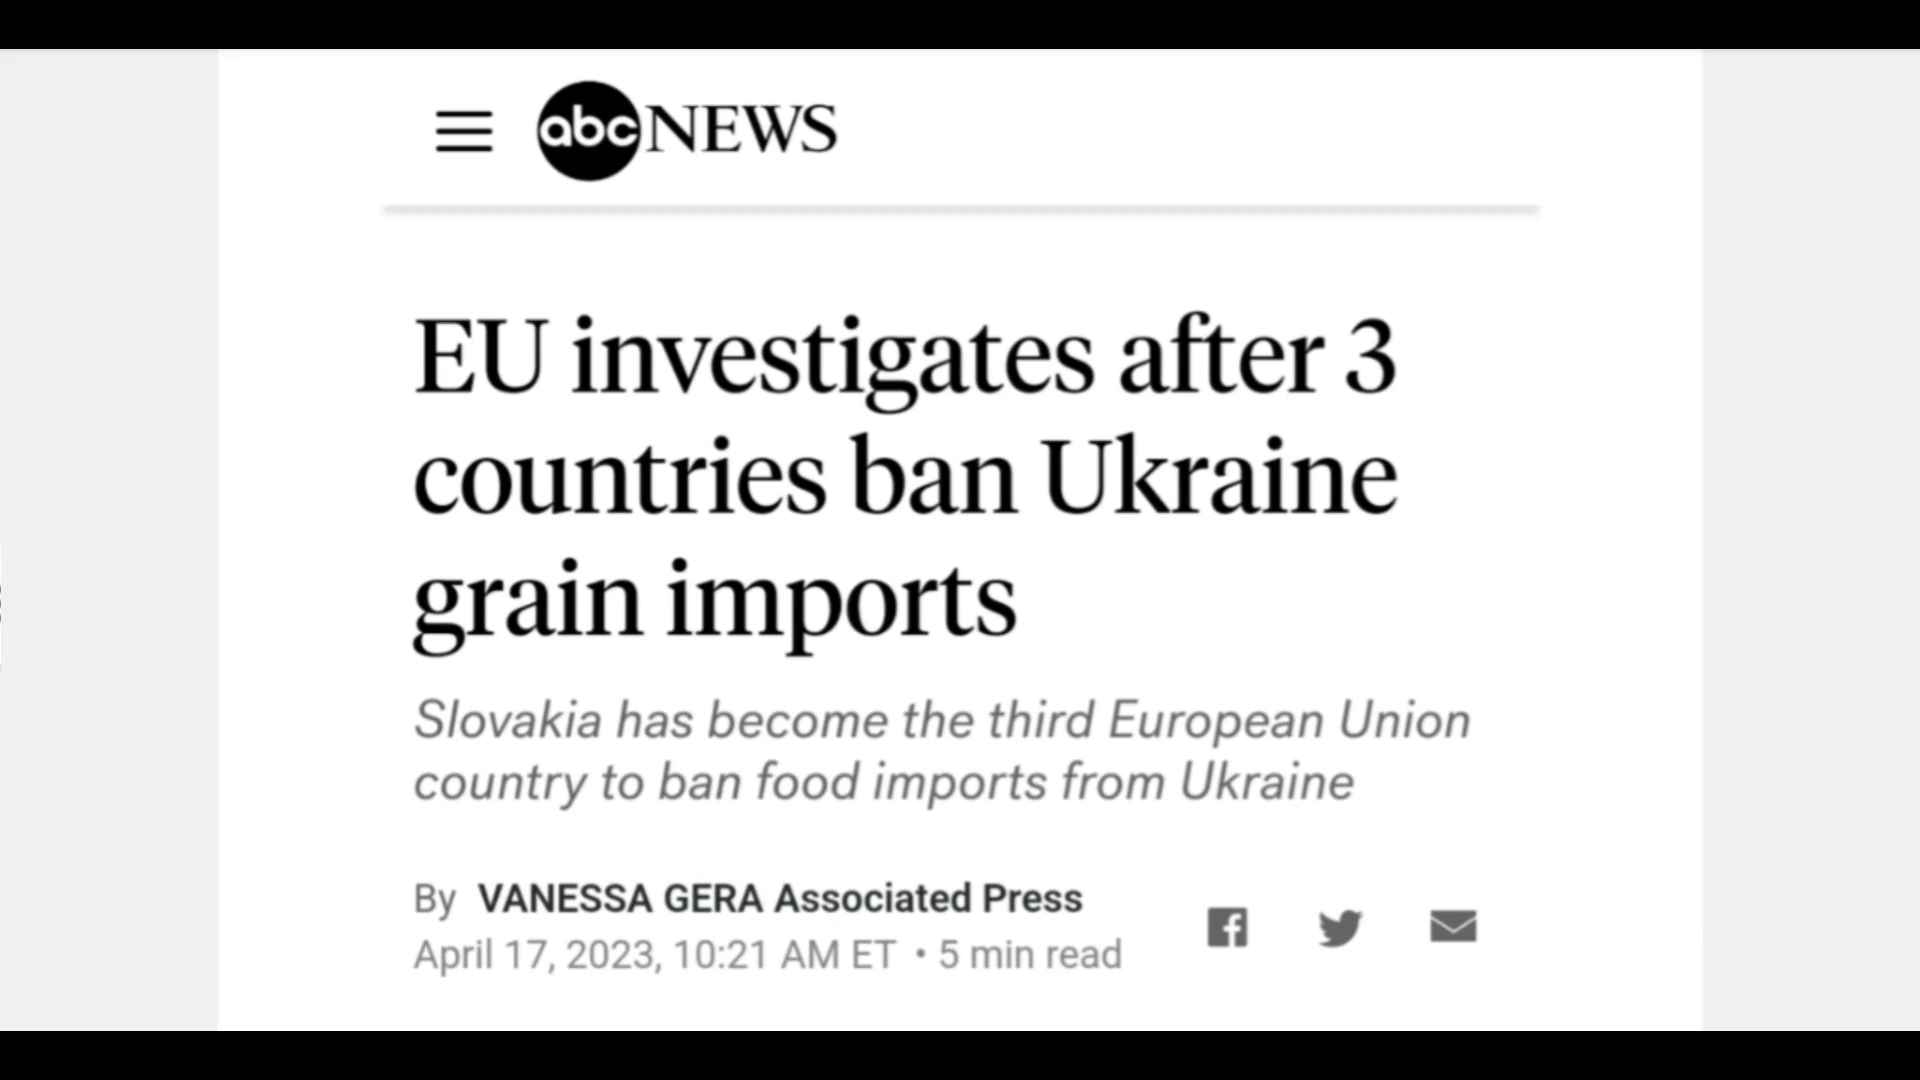 abc NEWS
EU investigates after 3
countries ban Ukraine
grain imports
Slovakia has become the third European Union
country to ban food imports from Ukraine
By VANESSA GERA Associated Press
April 17, 2023, 10:21 AM ET • 5 min read